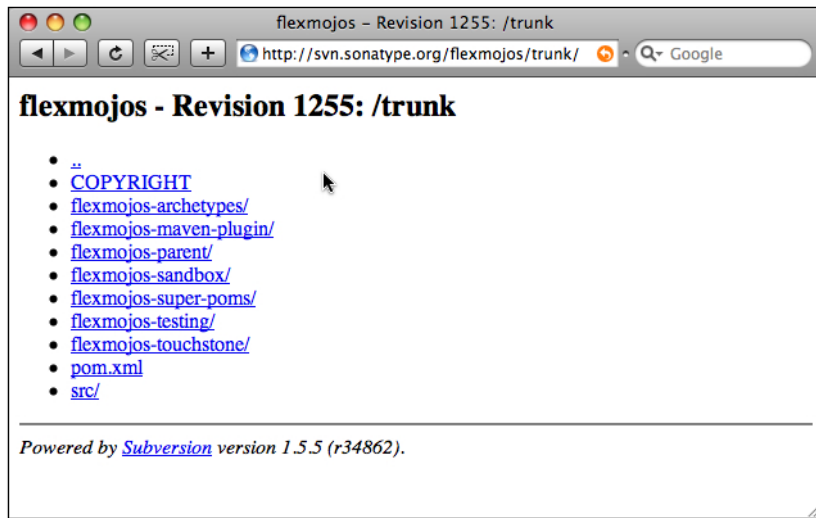 flexmojos – Revision 1255: /trunk
http://svn.sonatype.org/flexmojos/trunk/ Google
flexmojos - Revision 1255: /trunk
..
COPYRIGHT
flexmojos-archetypes/
flexmojos-maven-plugin/
flexmojos-parent/
flexmojos-sandbox/
flexmojos-super-poms/
flexmojos-testing/
flexmojos-touchstone/
pom.xml
src/
Powered by Subversion version 1.5.5 (r34862).